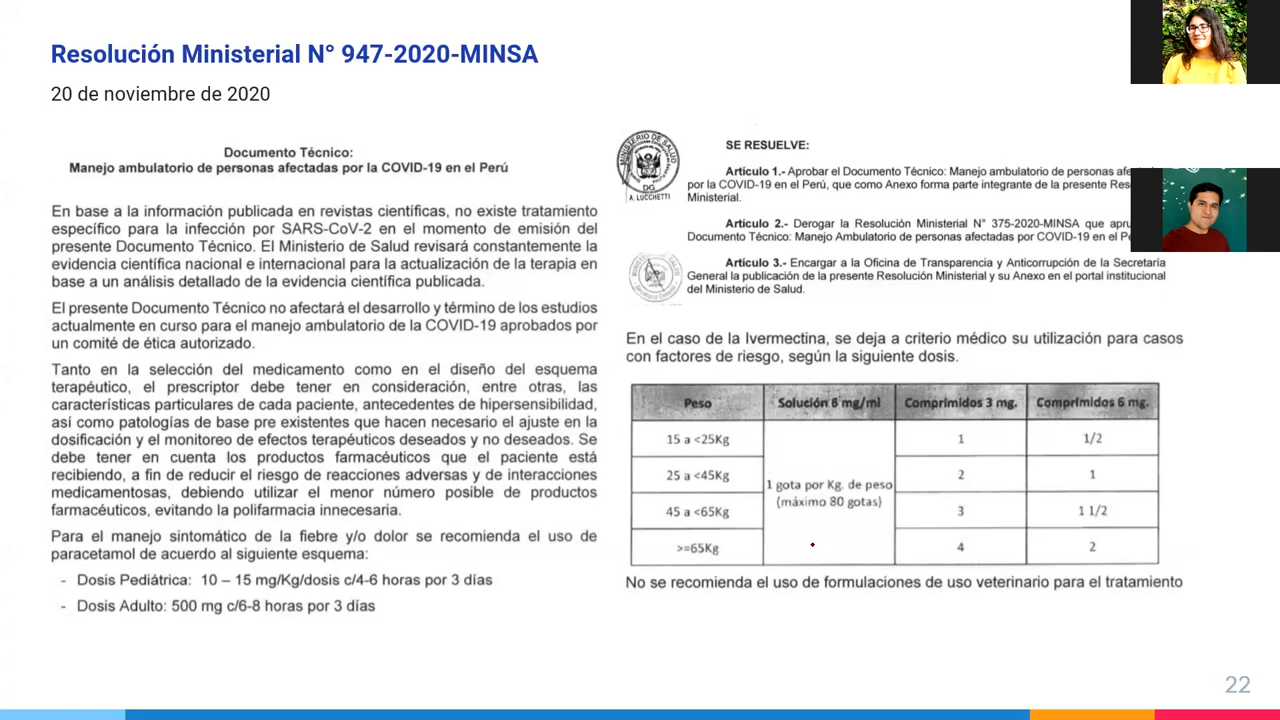 Resolución Ministerial N° 947-2020-MINSA
20 de noviembre de 2020
Documento Técnico:
Manejo ambulatorio de personas afectadas por la COVID-19 en el Perú
En base a la información publicada en revistas científicas, no existe tratamiento
específico para la infección por SARS-CoV-2 en el momento de emisión del
presente Documento Técnico. El Ministerio de Salud revisará constantemente la
evidencia científica nacional e internacional para la actualización de la terapia en
base a un análisis detallado de la evidencia científica publicada.
El presente Documento Técnico no afectará el desarrollo y término de los estudios
actualmente en curso para el manejo ambulatorio de la COVID-19 aprobados por
un comité de ética autorizado.
Tanto en la selección del medicamento como en el diseño del esquema
terapéutico, el prescriptor debe tener en consideración, entre otras, las
características particulares de cada paciente, antecedentes de hipersensibilidad,
así como patologías de base pre existentes que hacen necesario el ajuste en la
dosificación y el monitoreo de efectos terapéuticos deseados y no deseados. Se
debe tener en cuenta los productos farmacéuticos que el paciente está
recibiendo, a fin de reducir el riesgo de reacciones adversas y de interacciones
medicamentosas, debiendo utilizar el menor número posible de productos
farmacéuticos, evitando la polifarmacia innecesaria.
Para el manejo sintomático de la fiebre y/o dolor se recomienda el uso de
paracetamol de acuerdo al siguiente esquema:
- Dosis Pediátrica: 10 – 15 mg/Kg/dosis c/4-6 horas por 3 días
- Dosis Adulto: 500 mg c/6-8 horas por 3 días
MINISTERIO DE SALUD
DG
A. LUCCHETTI
SE RESUELVE:
Artículo 1.- Aprobar el Documento Técnico: Manejo ambulatorio de personas afe
por la COVID-19 en el Perú, que como Anexo forma parte integrante de la presente Res
Ministerial.
Artículo 2.- Derogar la Resolución Ministerial N° 375-2020-MINSA que apru
Documento Técnico: Manejo Ambulatorio de personas afectadas por COVID-19 en el Pe
Artículo 3.- Encargar a la Oficina de Transparencia y Anticorrupción de la Secretaría
General la publicación de la presente Resolución Ministerial y su Anexo en el portal institucional
del Ministerio de Salud.
En el caso de la Ivermectina, se deja a criterio médico su utilización para casos
con factores de riesgo, según la siguiente dosis.
Peso Solución 6 mg/ml Comprimidos 3 mg. Comprimidos 6 mg.
15 a <25Kg 1 1/2
25 a <45Kg 2 1
1 gota por Kg. de peso
(máximo 80 gotas)
45 a <65Kg 3 1 1/2
>=65Kg 4 2
No se recomienda el uso de formulaciones de uso veterinario para el tratamiento
22